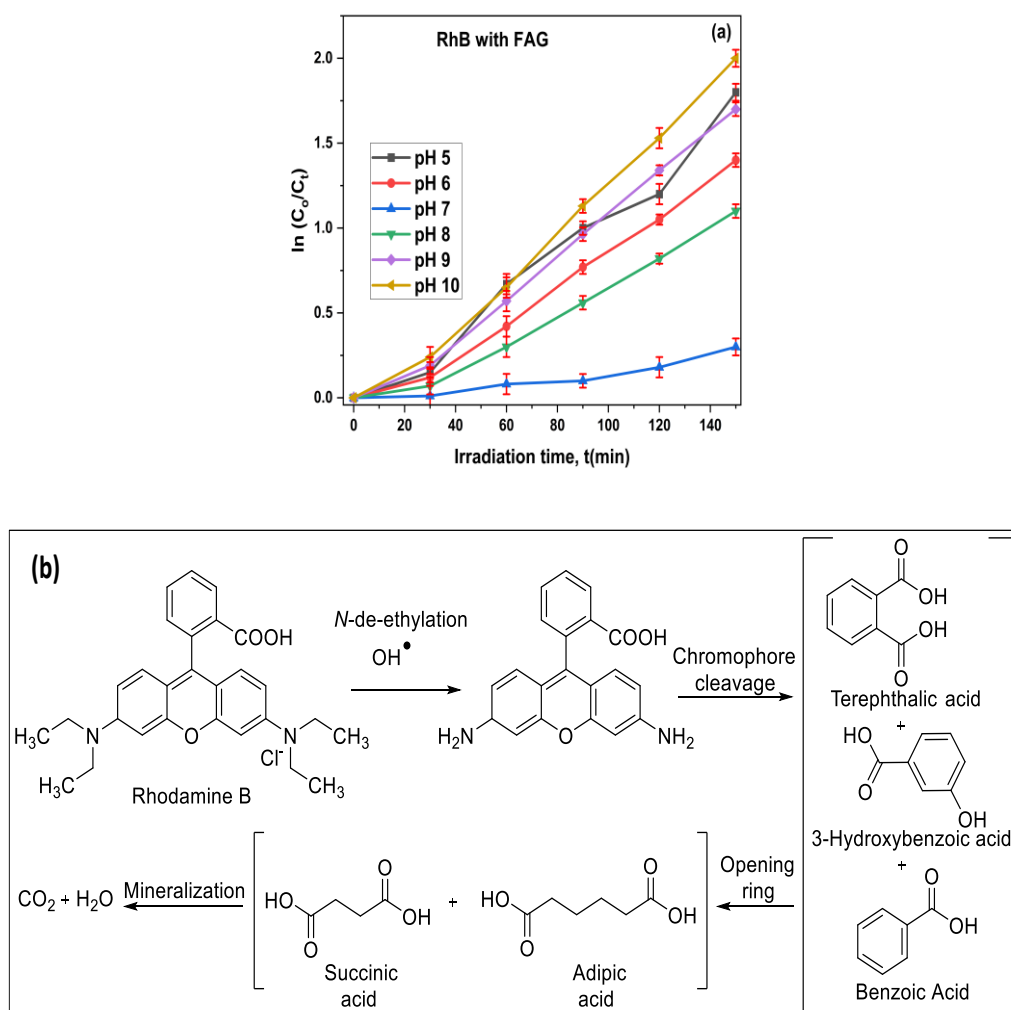 RhB with FAG
(a)
ln (C₀/Cₜ)
2.0
1.5
1.0
0.5
0.0
pH 5
pH 6
pH 7
pH 8
pH 9
pH 10
0 20 40 60 80 100 120 140
Irradiation time, t(min)
(b)
COOH
N
H₃C
H₃C
O
N
Cl⁻
CH₃
CH₃
Rhodamine B
N-de-ethylation
OH•
COOH
H₂N
O
NH₂
Chromophore
cleavage
O
OH
OH
O
Terephthalic acid
+
HO
O
OH
3-Hydroxybenzoic acid
+
O
OH
Benzoic Acid
Opening
ring
O
HO
OH
O
Succinic
acid
+
O
HO
OH
O
Adipic
acid
Mineralization
CO₂ + H₂O